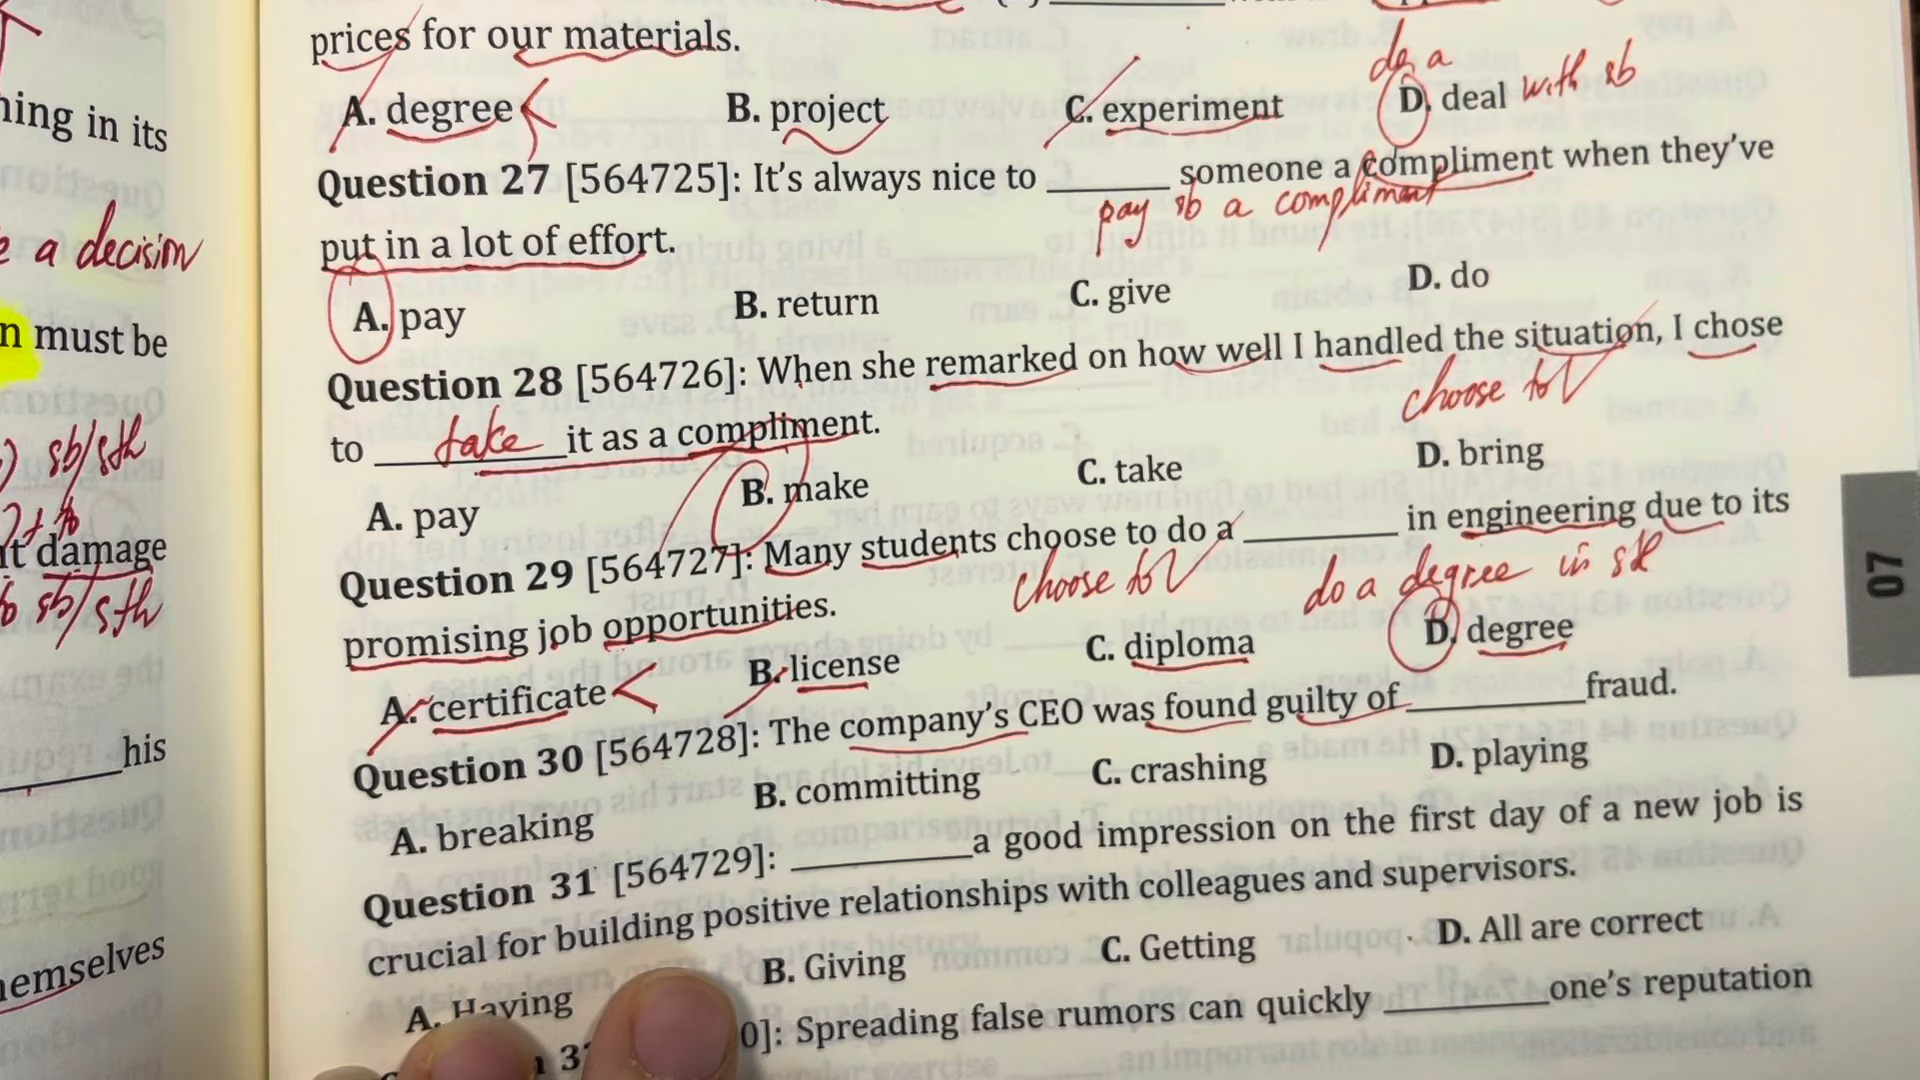 prices for our materials.
do a
A. degree B. project C. experiment D. deal with sb
Question 27 [564725]: It's always nice to ______ someone a compliment when they've
pay sb a compliment
put in a lot of effort.
A. pay B. return C. give D. do
Question 28 [564726]: When she remarked on how well I handled the situation, I chose
choose to V
to take it as a compliment.
A. pay B. make C. take D. bring
Question 29 [564727]: Many students choose to do a ______ in engineering due to its
choose to V do a degree in
promising job opportunities.
A. certificate B. license C. diploma D. degree
Question 30 [564728]: The company's CEO was found guilty of ______ fraud.
A. breaking B. committing C. crashing D. playing
Question 31 [564729]: ______ a good impression on the first day of a new job is
crucial for building positive relationships with colleagues and supervisors.
A. Having B. Giving C. Getting D. All are correct
0]: Spreading false rumors can quickly ______ one's reputation
in its
a decision
must be
sb/sth
damage
sb/sth
his
07